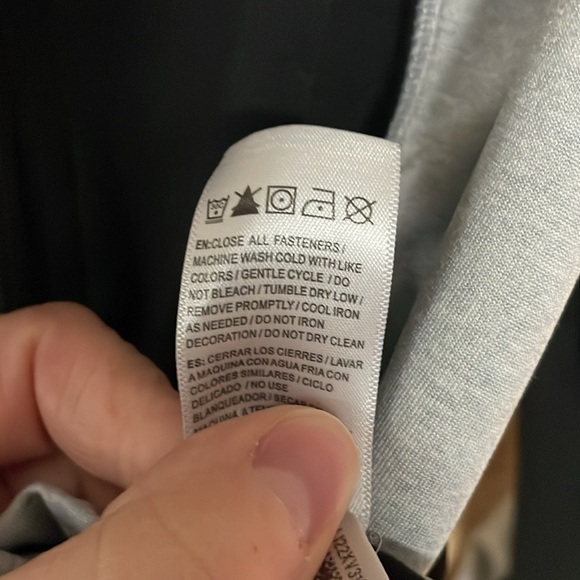 EN:CLOSE ALL FASTENERS /
MACHINE WASH COLD WITH LIKE
COLORS / GENTLE CYCLE / DO
NOT BLEACH / TUMBLE DRY LOW /
REMOVE PROMPTLY / COOL IRON
AS NEEDED / DO NOT IRON
DECORATION / DO NOT DRY CLEAN
ES: CERRAR LOS CIERRES / LAVAR
A MAQUINA CON AGUA FRIA CON
COLORES SIMILARES / CICLO
DELICADO / NO USE
BLANQUEADOR / SECAR
MAQUINA